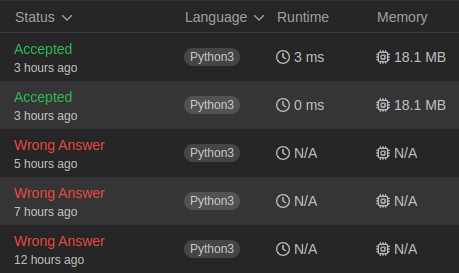 Status Language Runtime Memory
Accepted
3 hours ago
Python3 3 ms 18.1 MB
Accepted
3 hours ago
Python3 0 ms 18.1 MB
Wrong Answer
5 hours ago
Python3 N/A N/A
Wrong Answer
7 hours ago
Python3 N/A N/A
Wrong Answer
12 hours ago
Python3 N/A N/A